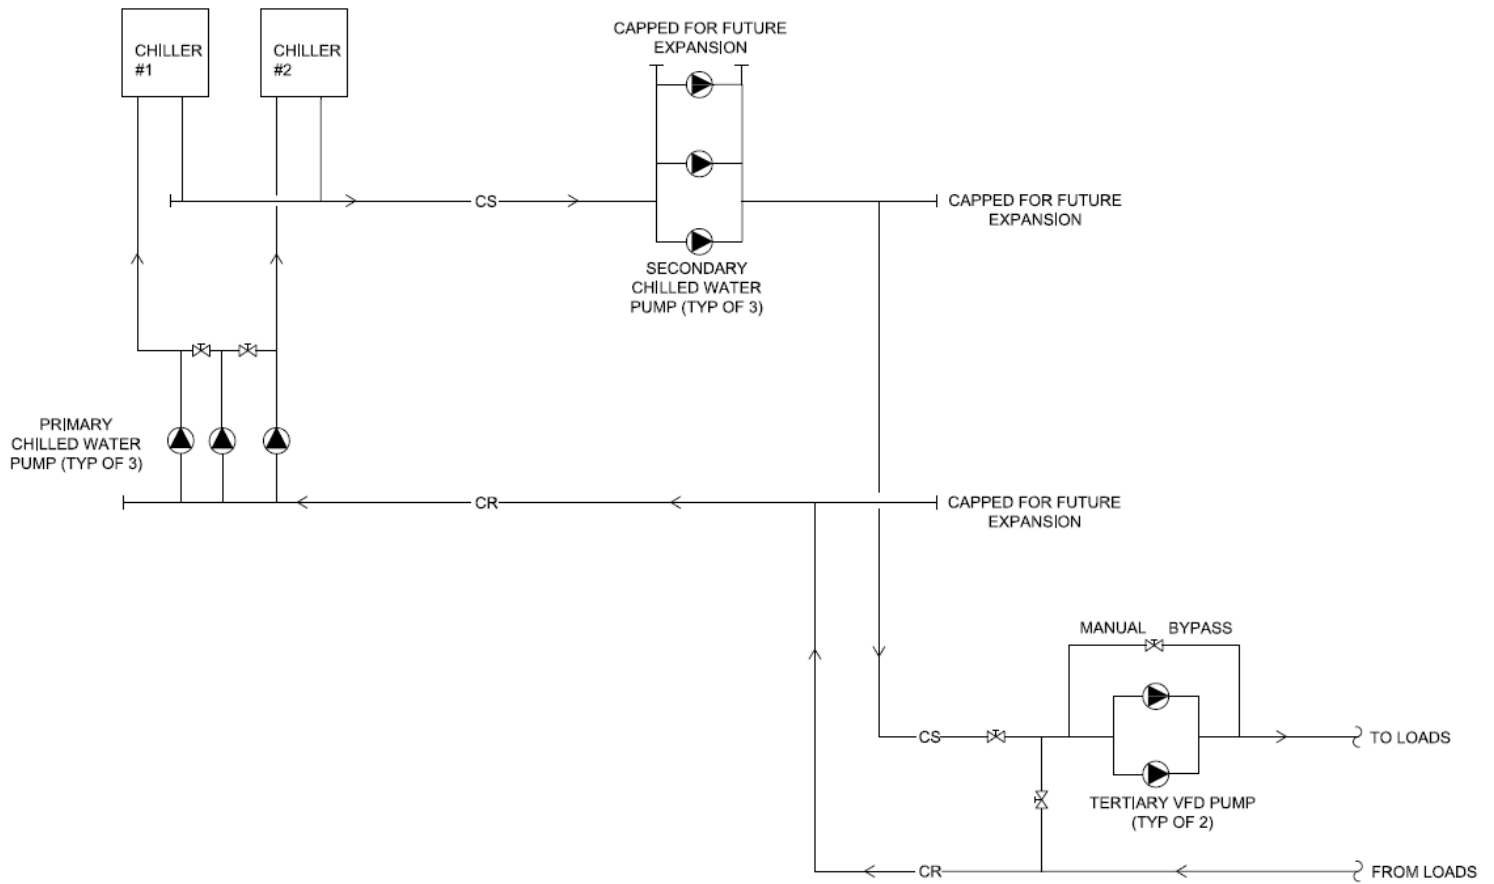 CHILLER
#1
CHILLER
#2
CAPPED FOR FUTURE
EXPANSION
CS
CAPPED FOR FUTURE
EXPANSION
SECONDARY
CHILLED WATER
PUMP (TYP OF 3)
PRIMARY
CHILLED WATER
PUMP (TYP OF 3)
CR
CAPPED FOR FUTURE
EXPANSION
MANUAL BYPASS
CS
TO LOADS
TERTIARY VFD PUMP
(TYP OF 2)
CR
FROM LOADS